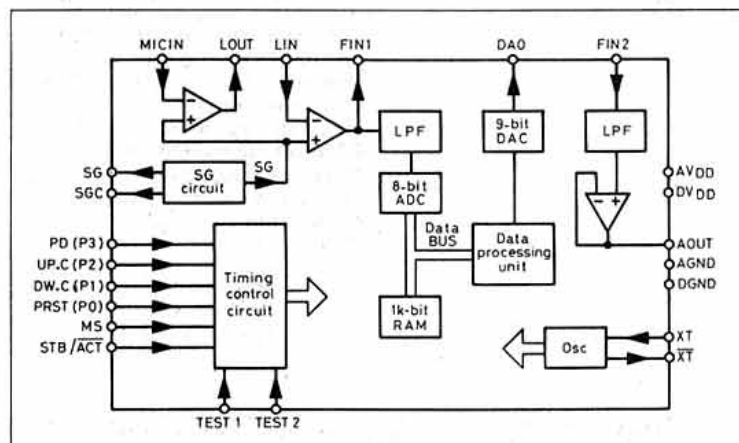 MICIN LOUT LIN FIN1 DAO FIN2
LPF
9-bit
DAC
LPF
SG
SGC
SG
circuit
SG
8-bit
ADC
AVDD
DVDD
Data
BUS
Data
processing
unit
PD (P3)
UP.C (P2)
DW.C (P1)
PRST (P0)
MS
STB / ACT
Timing
control
circuit
1k-bit
RAM
AOUT
AGND
DGND
Osc
XT
XT
TEST 1 TEST 2